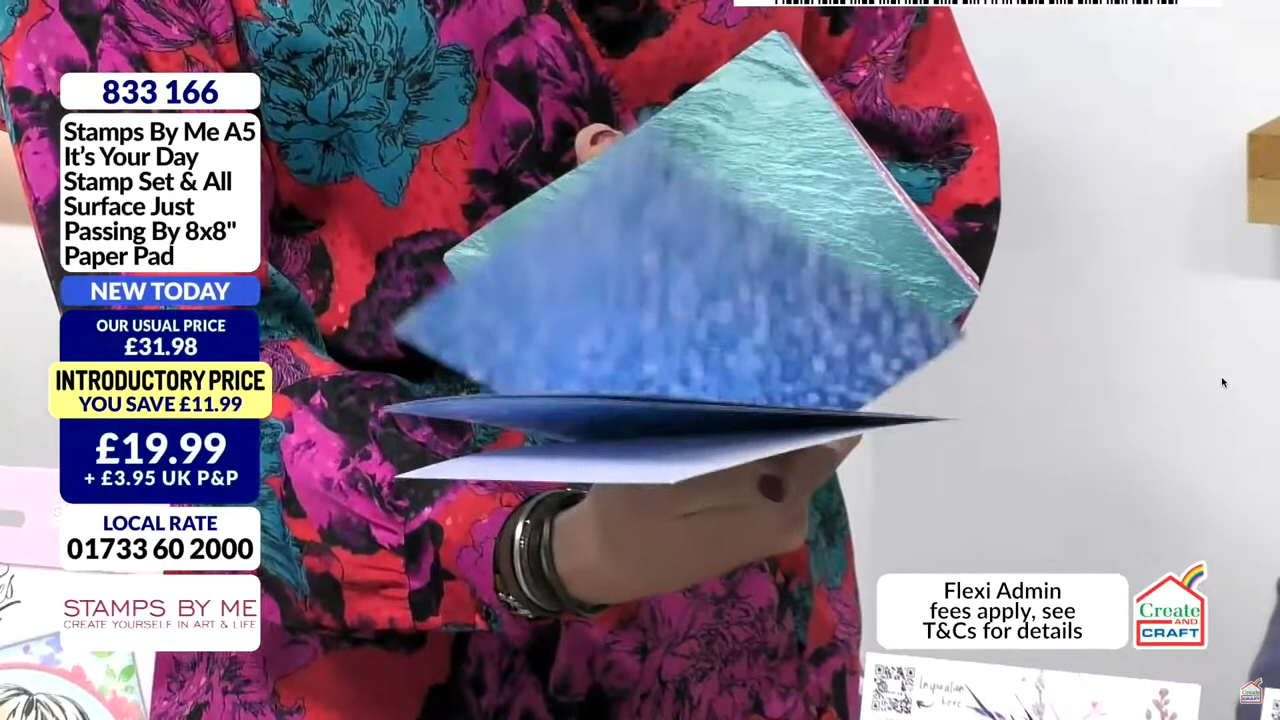 833 166
Stamps By Me A5
It's Your Day
Stamp Set & All
Surface Just
Passing By 8x8"
Paper Pad
NEW TODAY
OUR USUAL PRICE
£31.98
INTRODUCTORY PRICE
YOU SAVE £11.99
£19.99
+ £3.95 UK P&P
LOCAL RATE
01733 60 2000
STAMPS BY ME
CREATE YOURSELF IN ART & LIFE
Flexi Admin
fees apply, see
T&Cs for details
Create
AND
CRAFT
Inspiration
here